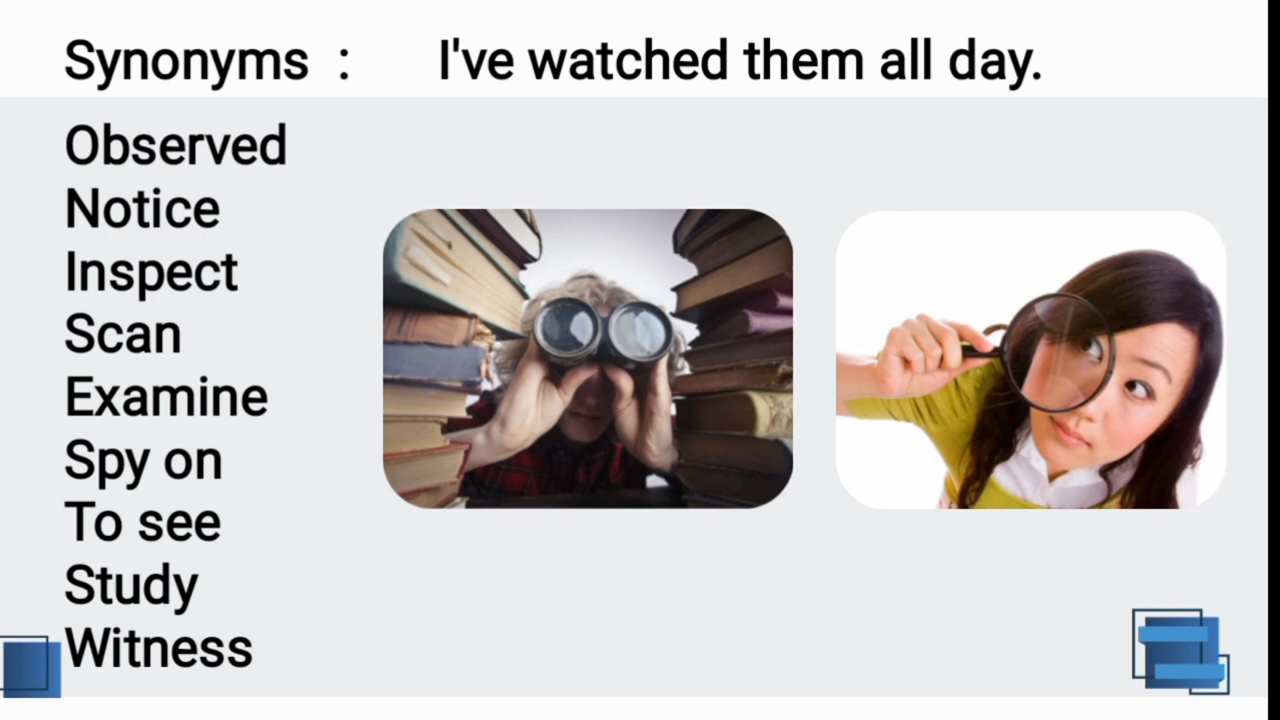 Synonyms : I've watched them all day.
Observed
Notice
Inspect
Scan
Examine
Spy on
To see
Study
Witness